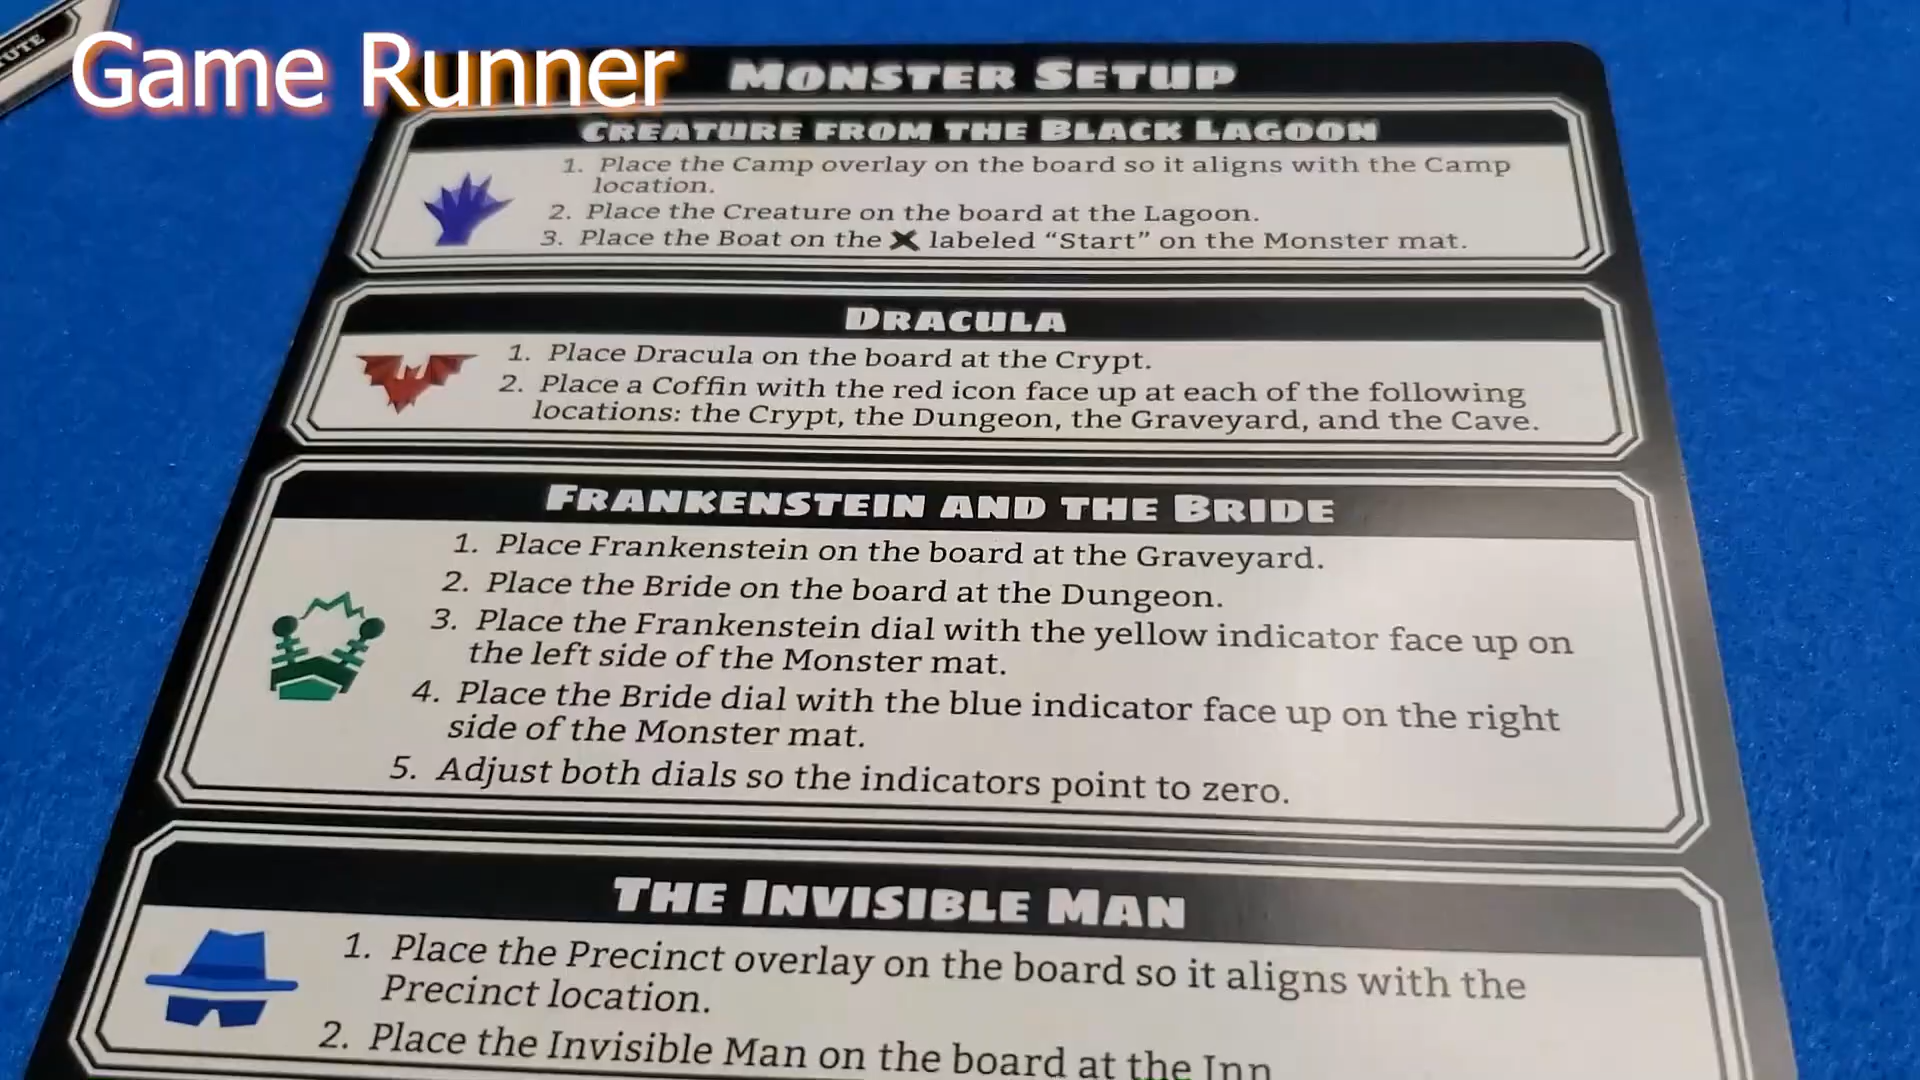 UTE
Game Runner
MONSTER SETUP
CREATURE FROM THE BLACK LAGOON
1. Place the Camp overlay on the board so it aligns with the Camp
location.
2. Place the Creature on the board at the Lagoon.
3. Place the Boat on the ✕ labeled “Start” on the Monster mat.
DRACULA
1. Place Dracula on the board at the Crypt.
2. Place a Coffin with the red icon face up at each of the following
locations: the Crypt, the Dungeon, the Graveyard, and the Cave.
FRANKENSTEIN AND THE BRIDE
1. Place Frankenstein on the board at the Graveyard.
2. Place the Bride on the board at the Dungeon.
3. Place the Frankenstein dial with the yellow indicator face up on
the left side of the Monster mat.
4. Place the Bride dial with the blue indicator face up on the right
side of the Monster mat.
5. Adjust both dials so the indicators point to zero.
THE INVISIBLE MAN
1. Place the Precinct overlay on the board so it aligns with the
Precinct location.
2. Place the Invisible Man on the board at the Inn